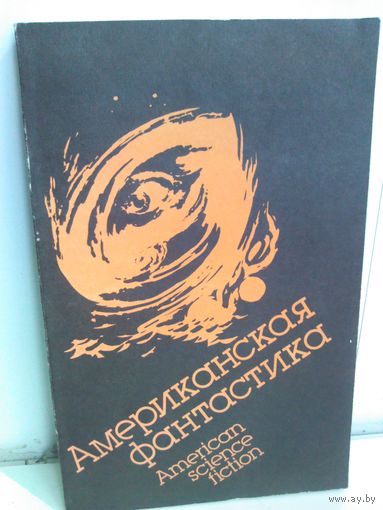 Американская
фантастика
American
science
fiction
www.ay.by